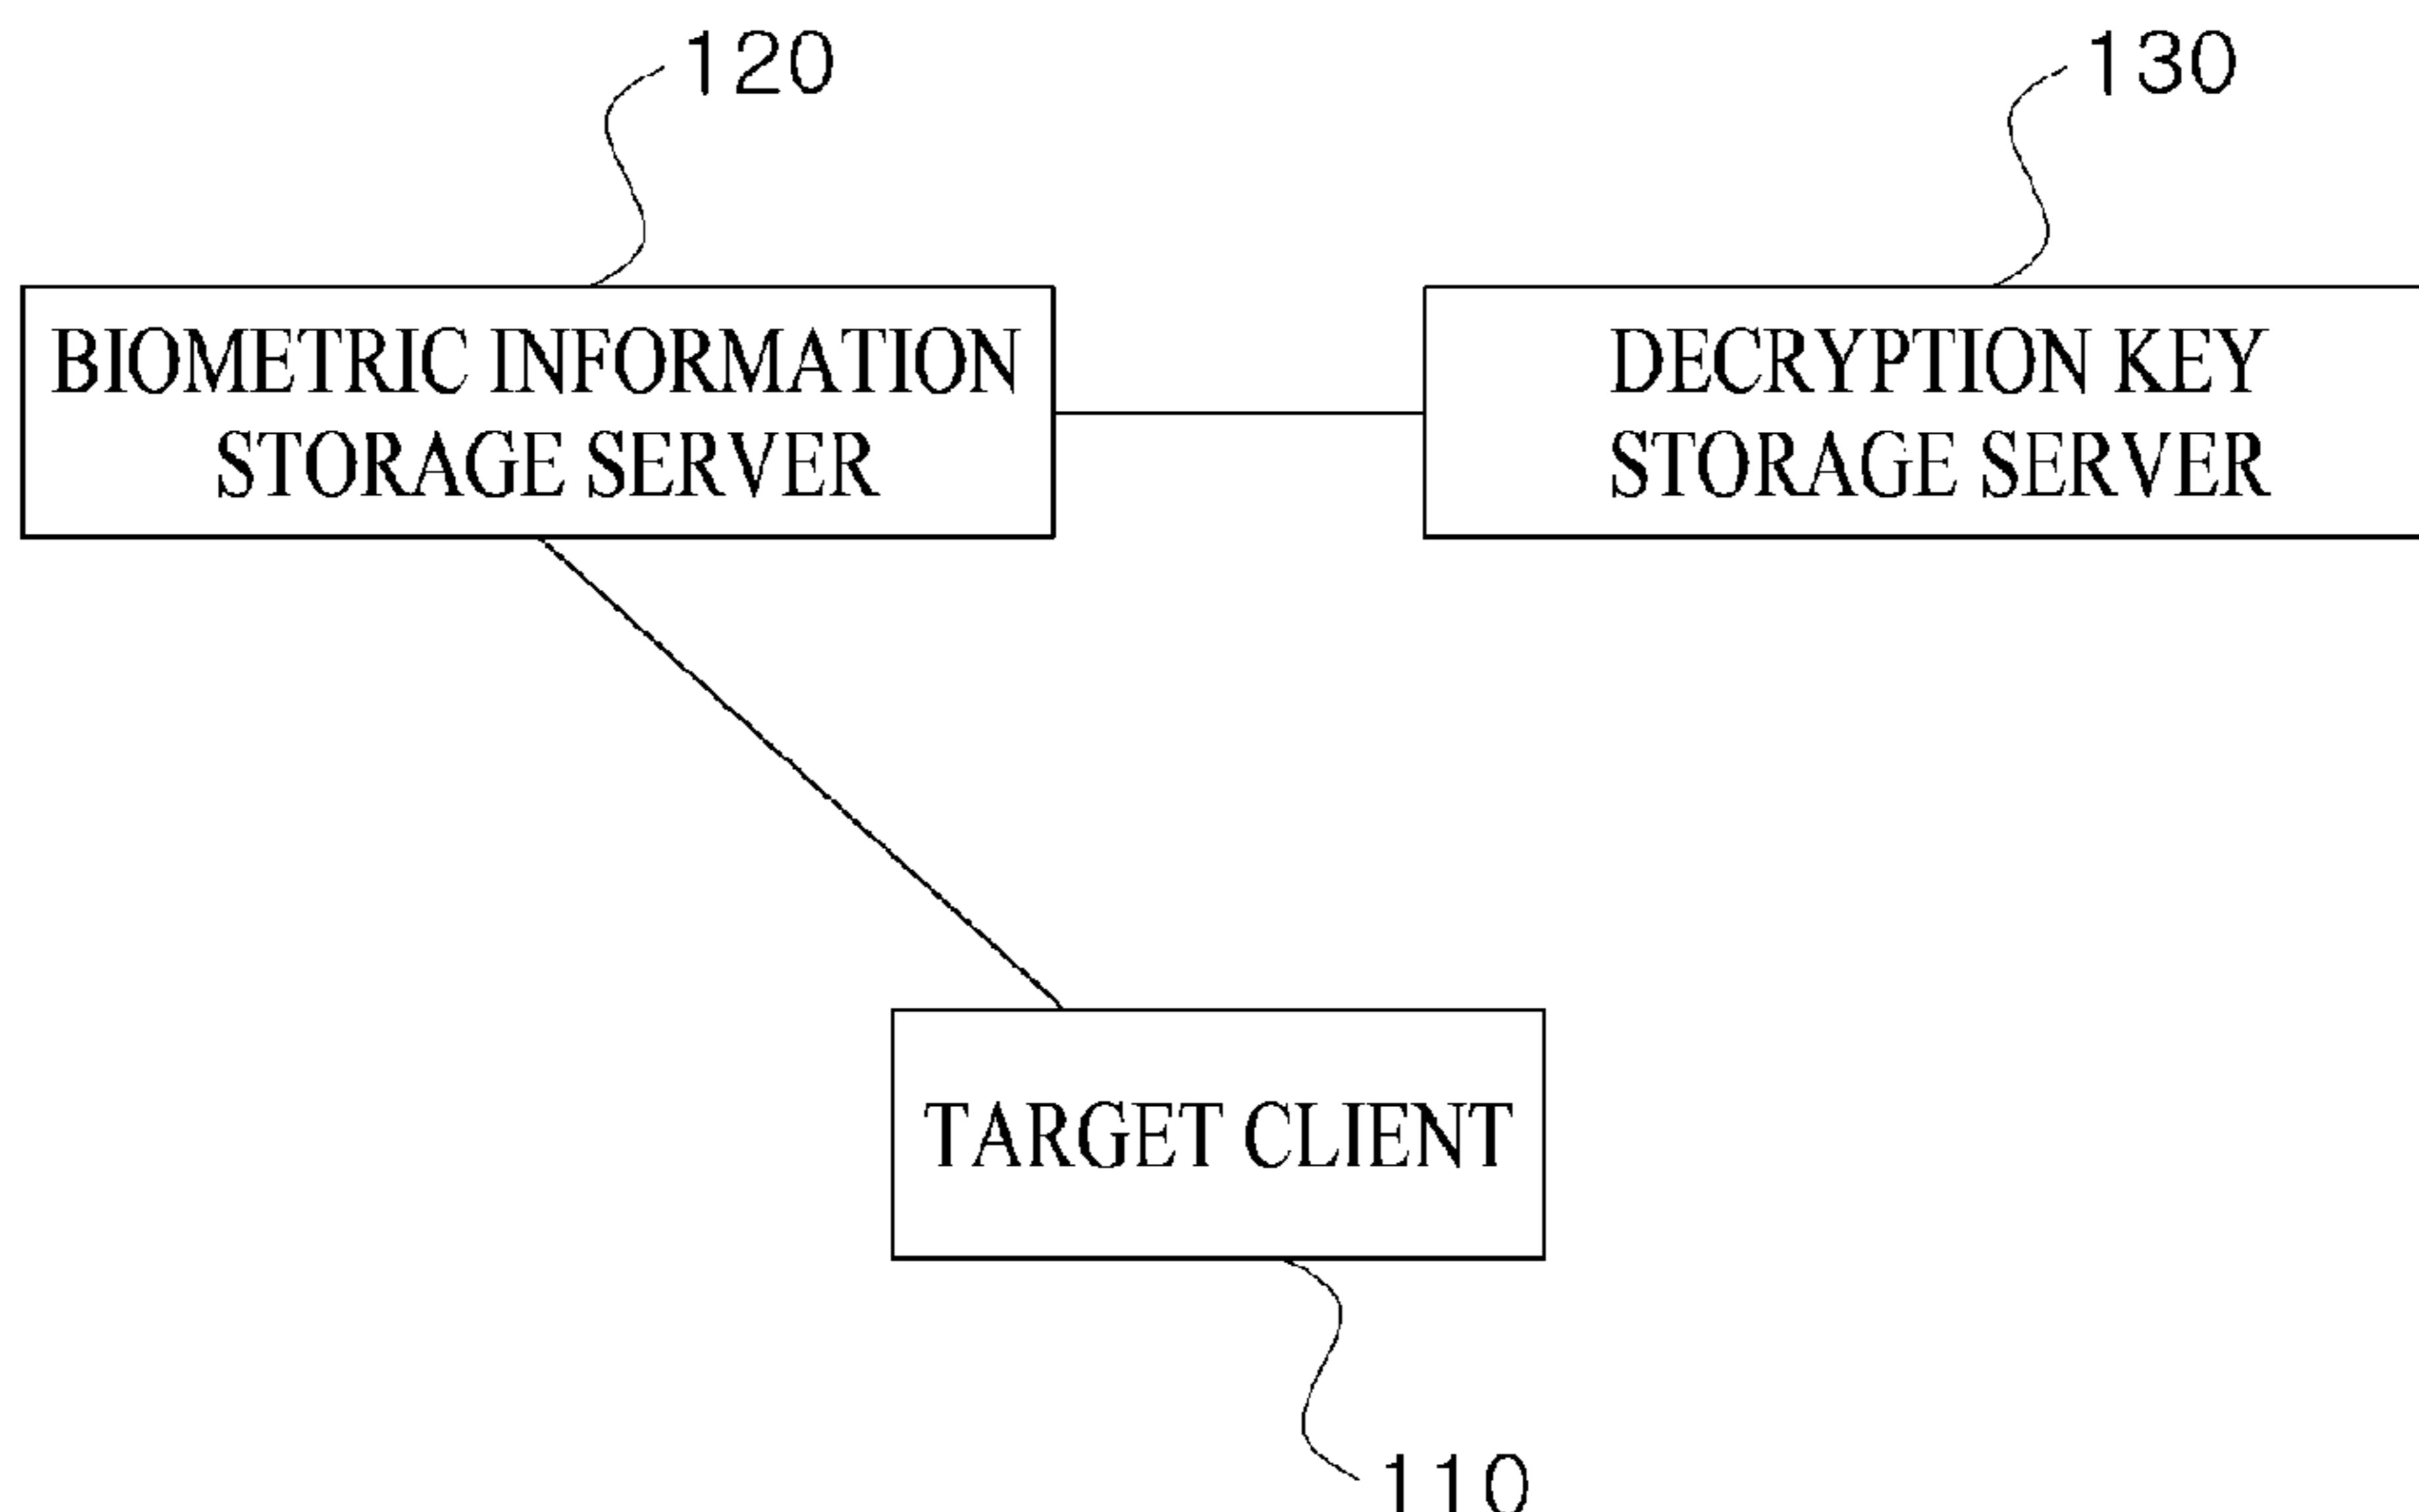 120
130
BIOMETRIC INFORMATION
STORAGE SERVER
DECRYPTION KEY
STORAGE SERVER
TARGET CLIENT
110